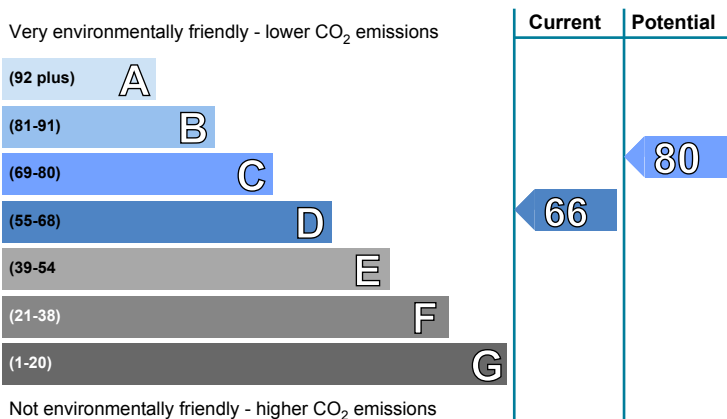 Current Potential
Very environmentally friendly - lower CO2 emissions
(92 plus) A
(81-91) B
(69-80) C
80
(55-68) D
66
(39-54 E
(21-38) F
(1-20) G
Not environmentally friendly - higher CO2 emissions